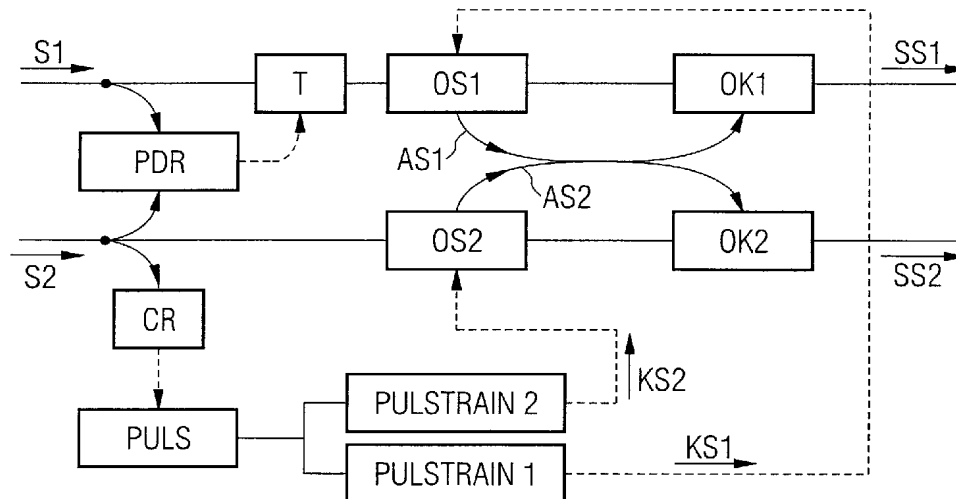 S1
T
OS1
OK1
SS1
PDR
AS1
AS2
S2
OS2
OK2
SS2
CR
KS2
PULSTRAIN 2
PULS
KS1
PULSTRAIN 1